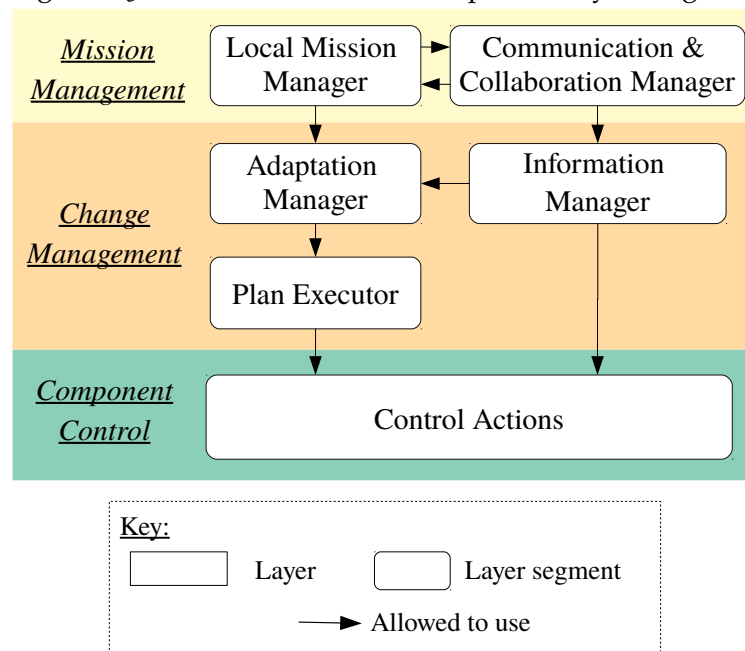 Mission
Management
Local Mission
Manager
Communication &
Collaboration Manager
Change
Management
Adaptation
Manager
Information
Manager
Plan Executor
Component
Control
Control Actions
Key:
Layer
Layer segment
Allowed to use